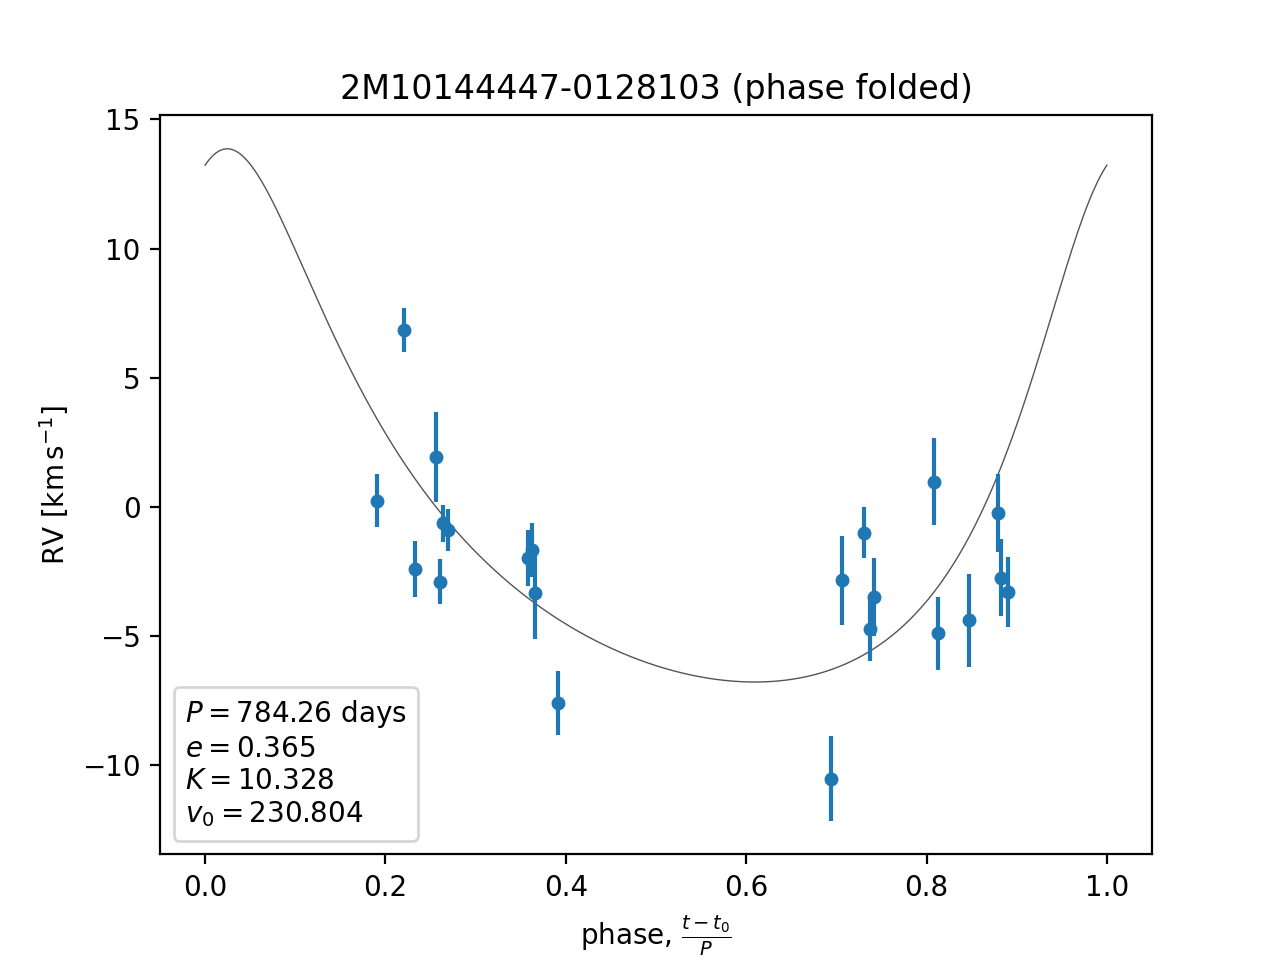 2M10144447-0128103 (phase folded)
15
10
5
0
−5
−10
RV [km s⁻¹]
P = 784.26 days
e = 0.365
K = 10.328
v₀ = 230.804
0.0 0.2 0.4 0.6 0.8 1.0
phase, (t − t₀)/P